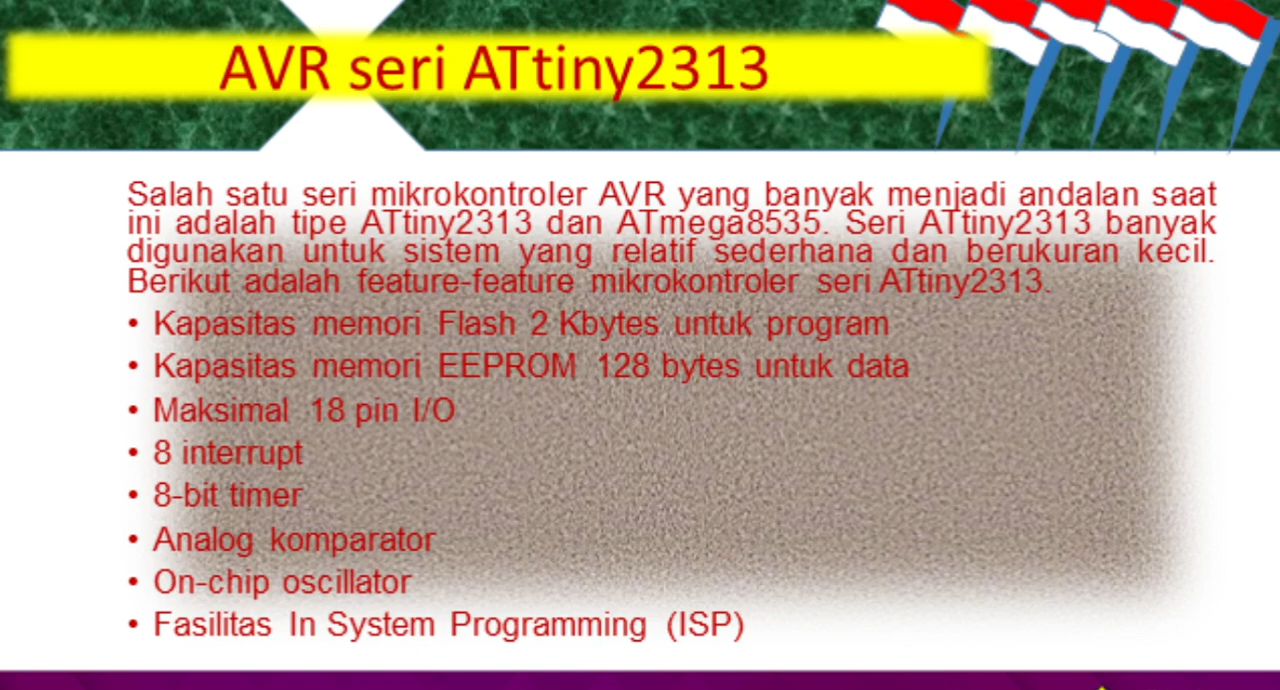 AVR seri ATtiny2313
Salah satu seri mikrokontroler AVR yang banyak menjadi andalan saat
ini adalah tipe ATtiny2313 dan ATmega8535. Seri ATtiny2313 banyak
digunakan untuk sistem yang relatif sederhana dan berukuran kecil.
Berikut adalah feature-feature mikrokontroler seri ATtiny2313.
• Kapasitas memori Flash 2 Kbytes untuk program
• Kapasitas memori EEPROM 128 bytes untuk data
• Maksimal 18 pin I/O
• 8 interrupt
• 8-bit timer
• Analog komparator
• On-chip oscillator
• Fasilitas In System Programming (ISP)